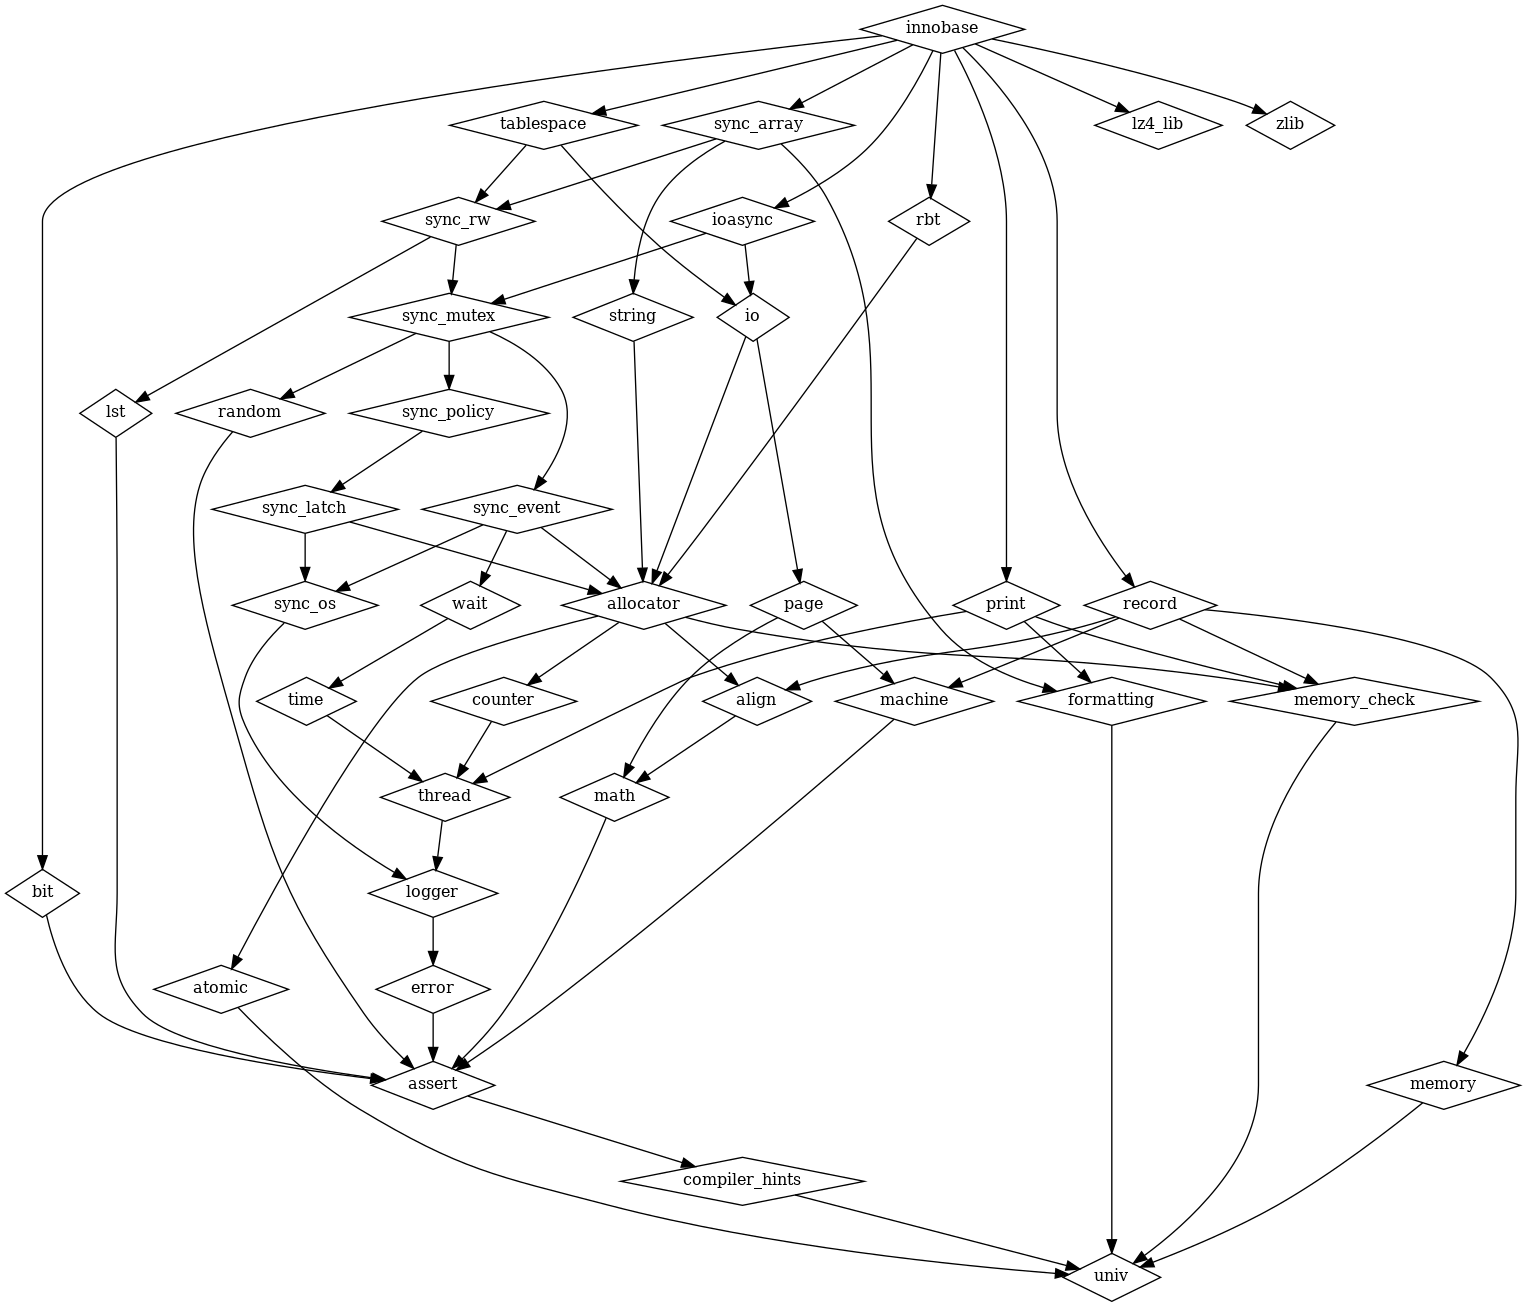 innobase
tablespace
sync_array
lz4_lib
zlib
sync_rw
ioasync
rbt
sync_mutex
string
io
lst
random
sync_policy
sync_latch
sync_event
sync_os
wait
allocator
page
print
record
time
counter
align
machine
formatting
memory_check
thread
math
bit
logger
atomic
error
assert
memory
compiler_hints
univ